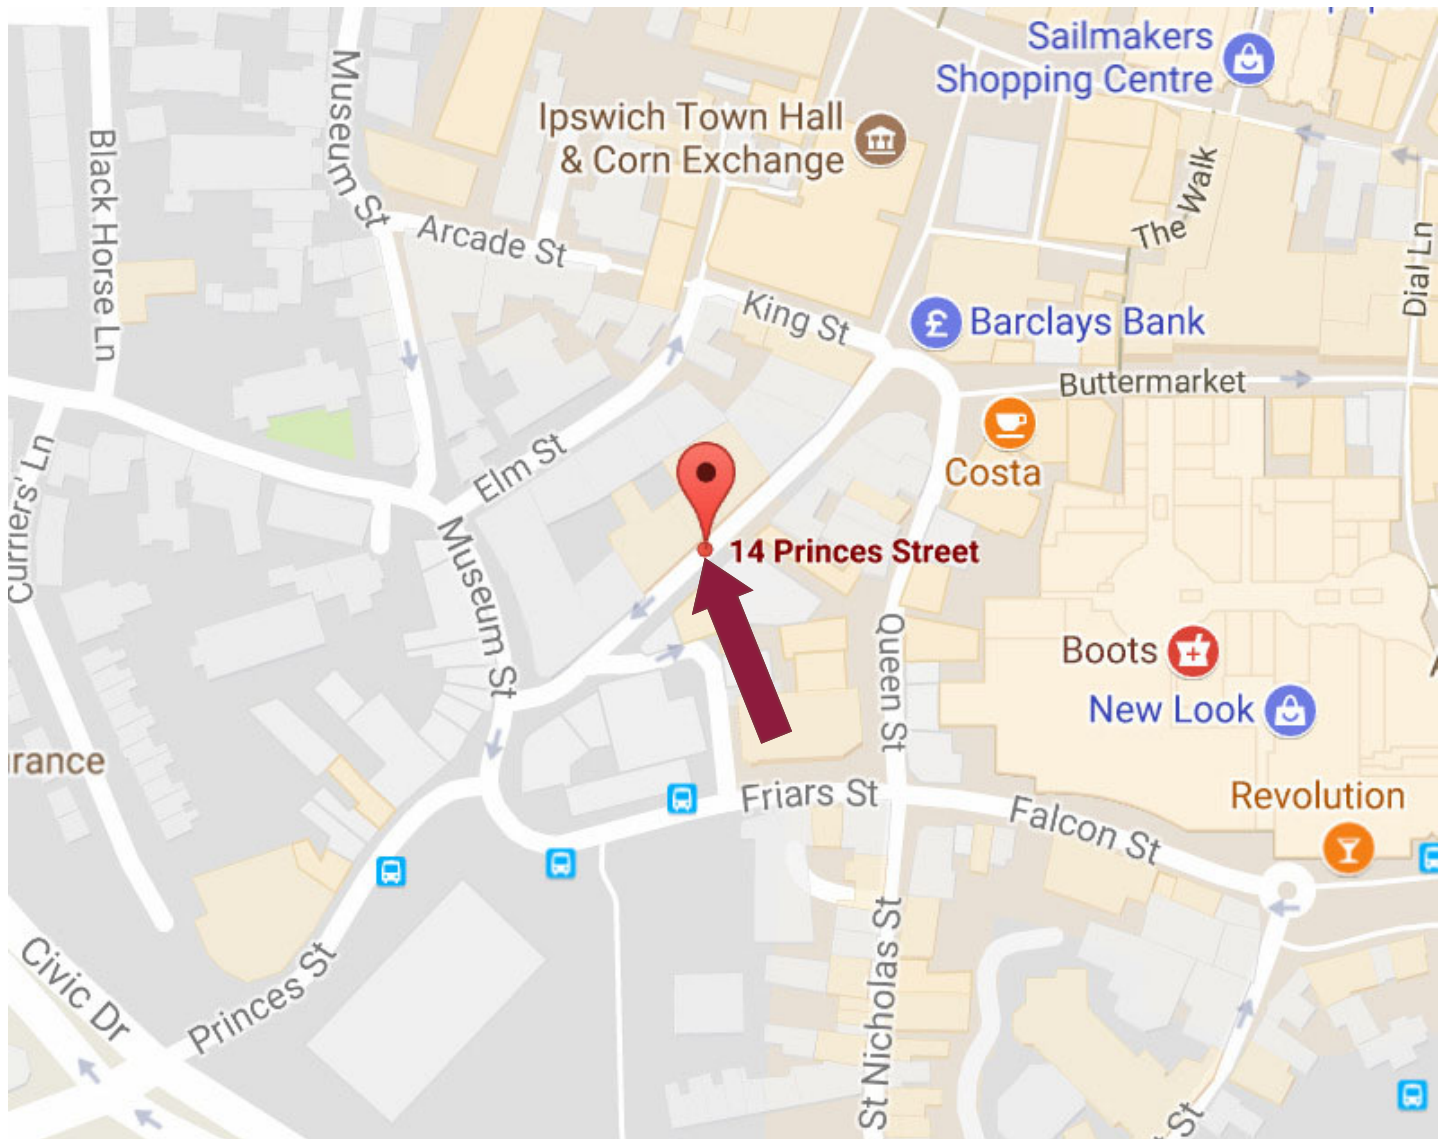 Sailmakers
Shopping Centre
Museum St
Ipswich Town Hall
& Corn Exchange
Black Horse Ln
The Walk
Arcade St
Dial Ln
King St
£ Barclays Bank
Buttermarket
Costa
Curriers' Ln
Elm St
14 Princes Street
Museum St
Queen St
Boots
New Look
rance
Friars St
Revolution
Falcon St
Civic Dr
Princes St
St Nicholas St
St